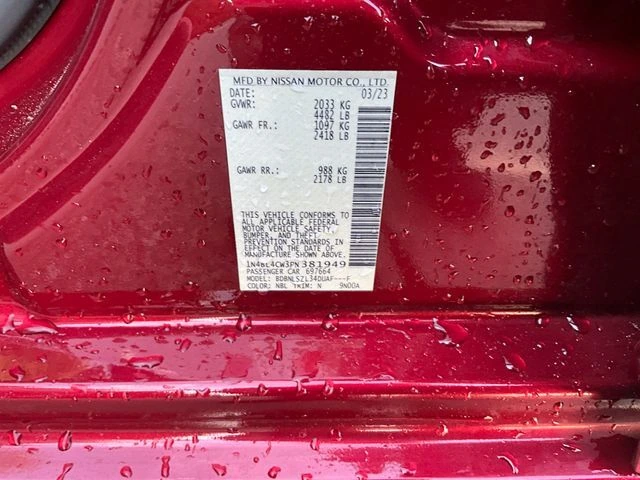 MFD BY NISSAN MOTOR CO., LTD.
DATE: 03/23
GVWR: 2033 KG
4482 LB
GAWR FR.: 1097 KG
2418 LB
GAWR RR.: 988 KG
2178 LB
THIS VEHICLE CONFORMS TO
ALL APPLICABLE FEDERAL
MOTOR VEHICLE SAFETY,
BUMPER, AND THEFT
PREVENTION STANDARDS IN
EFFECT ON THE DATE OF
MANUFACTURE SHOWN ABOVE.
1N4BL4CW3PN381949
PASSENGER CAR 697664
MODEL: BDBNLSZL34DUAF---F
COLOR: NBL TRIM: N 9N00A